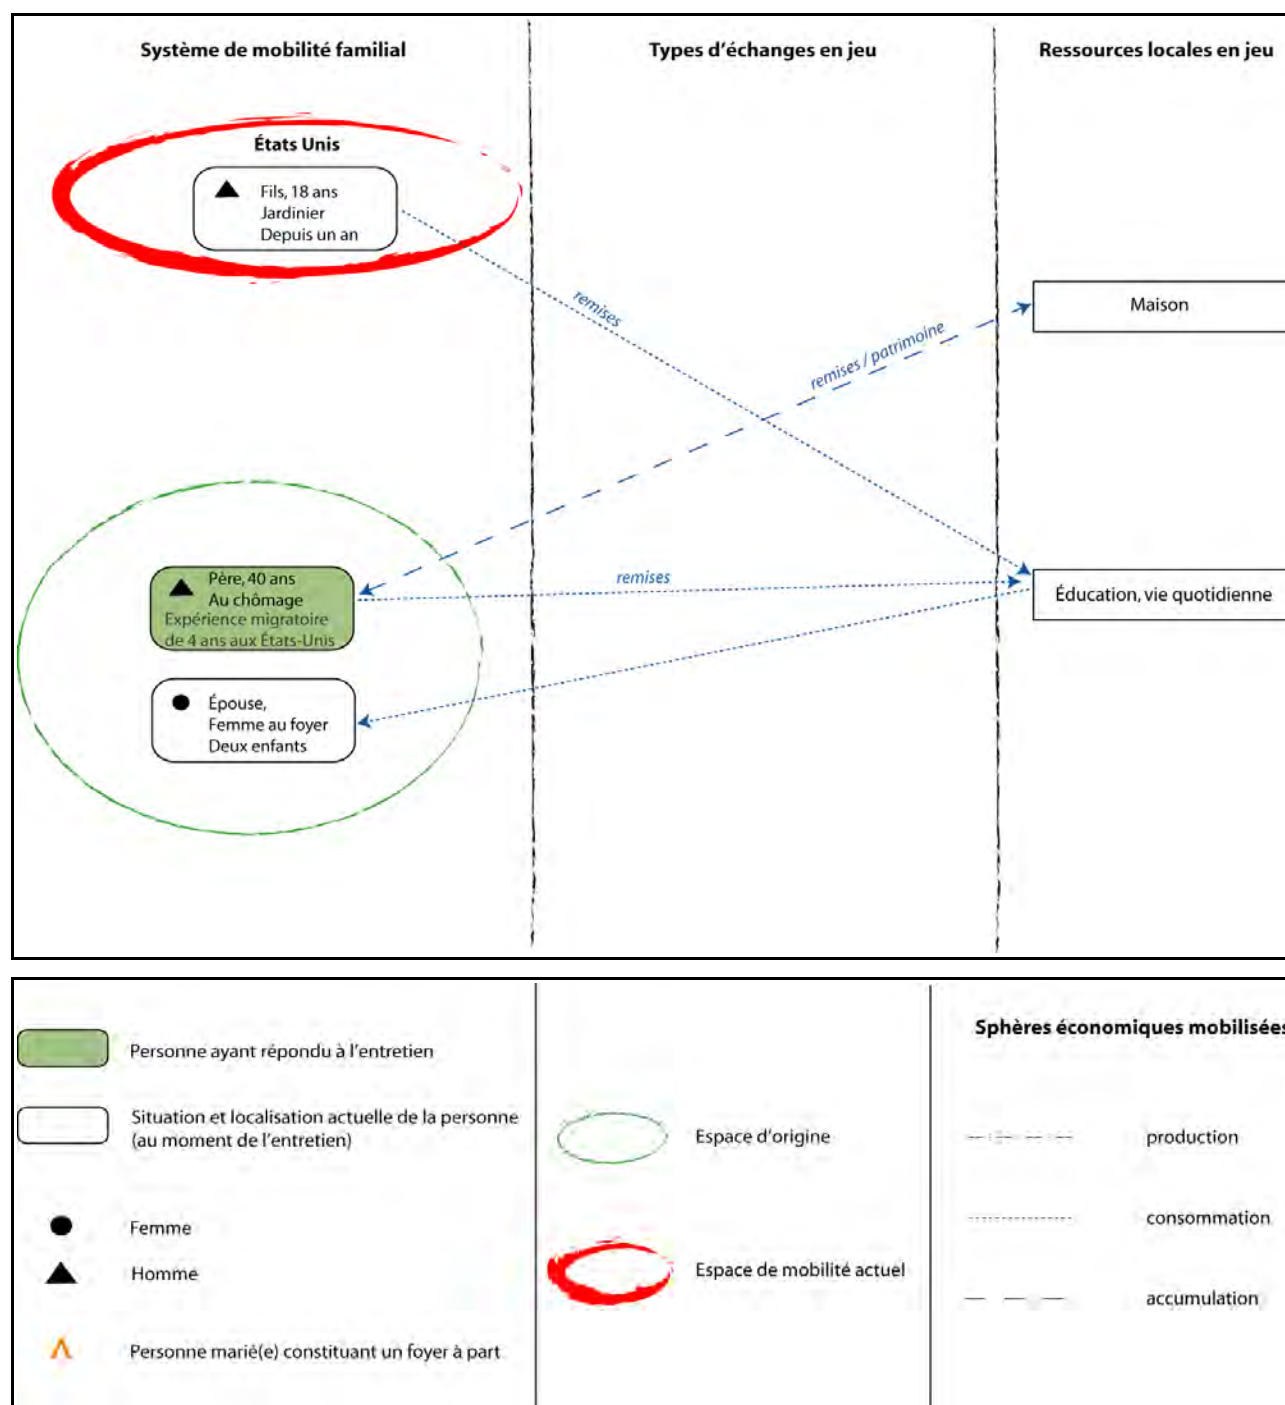 Système de mobilité familial
Types d'échanges en jeu
Ressources locales en jeu
États Unis
Fils, 18 ans
Jardinier
Depuis un an
remises
Maison
remises / patrimoine
Père, 40 ans
Au chômage
Expérience migratoire
de 4 ans aux États-Unis
remises
Éducation, vie quotidienne
Épouse,
Femme au foyer
Deux enfants
Personne ayant répondu à l'entretien
Situation et localisation actuelle de la personne
(au moment de l'entretien)
Femme
Homme
Personne marié(e) constituant un foyer à part
Espace d'origine
Espace de mobilité actuel
Sphères économiques mobilisées
production
consommation
accumulation